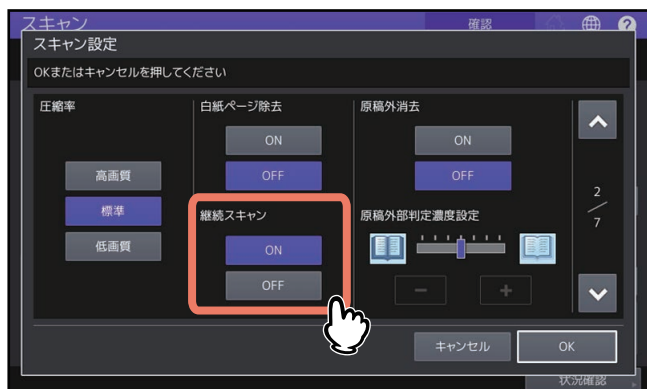 スキャン
確認
スキャン設定
OKまたはキャンセルを押してください
圧縮率
高画質
標準
低画質
白紙ページ除去
ON
OFF
継続スキャン
ON
OFF
原稿外消去
ON
OFF
原稿外部判定濃度設定
2
7
キャンセル
OK
状況確認